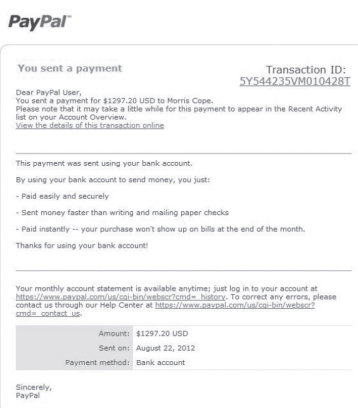 PayPal™
You sent a payment
Transaction ID:
5Y544235VM010428T
Dear PayPal User,
You sent a payment for $1297.20 USD to Morris Cope.
Please note that it may take a little while for this payment to appear in the Recent Activity
list on your Account Overview.
View the details of this transaction online
This payment was sent using your bank account.
By using your bank account to send money, you just:
- Paid easily and securely
- Sent money faster than writing and mailing paper checks
- Paid instantly -- your purchase won't show up on bills at the end of the month.
Thanks for using your bank account!
Your monthly account statement is available anytime; just log in to your account at
https://www.paypal.com/us/cgi-bin/webscr?cmd=_history. To correct any errors, please
contact us through our Help Center at https://www.paypal.com/us/cgi-bin/webscr?
cmd=_contact_us.
Amount: $1297.20 USD
Sent on: August 22, 2012
Payment method: Bank account
Sincerely,
PayPal